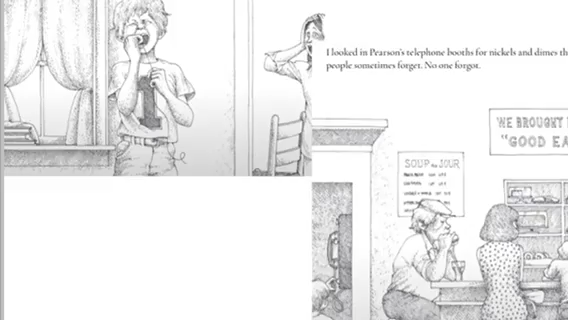 I looked in Pearson's telephone booths for nickels and dimes th
people sometimes forget. No one forgot.
WE BROUGHT
"GOOD EA
SOUP DU JOUR